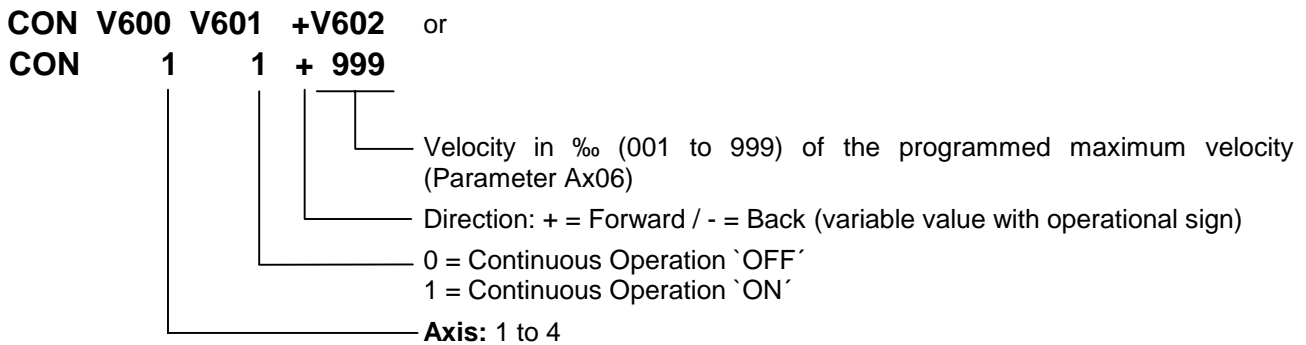 CON V600 V601 +V602 or
CON 1 1 + 999
Velocity in ‰ (001 to 999) of the programmed maximum velocity
(Parameter Ax06)
Direction: + = Forward / - = Back (variable value with operational sign)
0 = Continuous Operation `OFF´
1 = Continuous Operation `ON´
Axis: 1 to 4